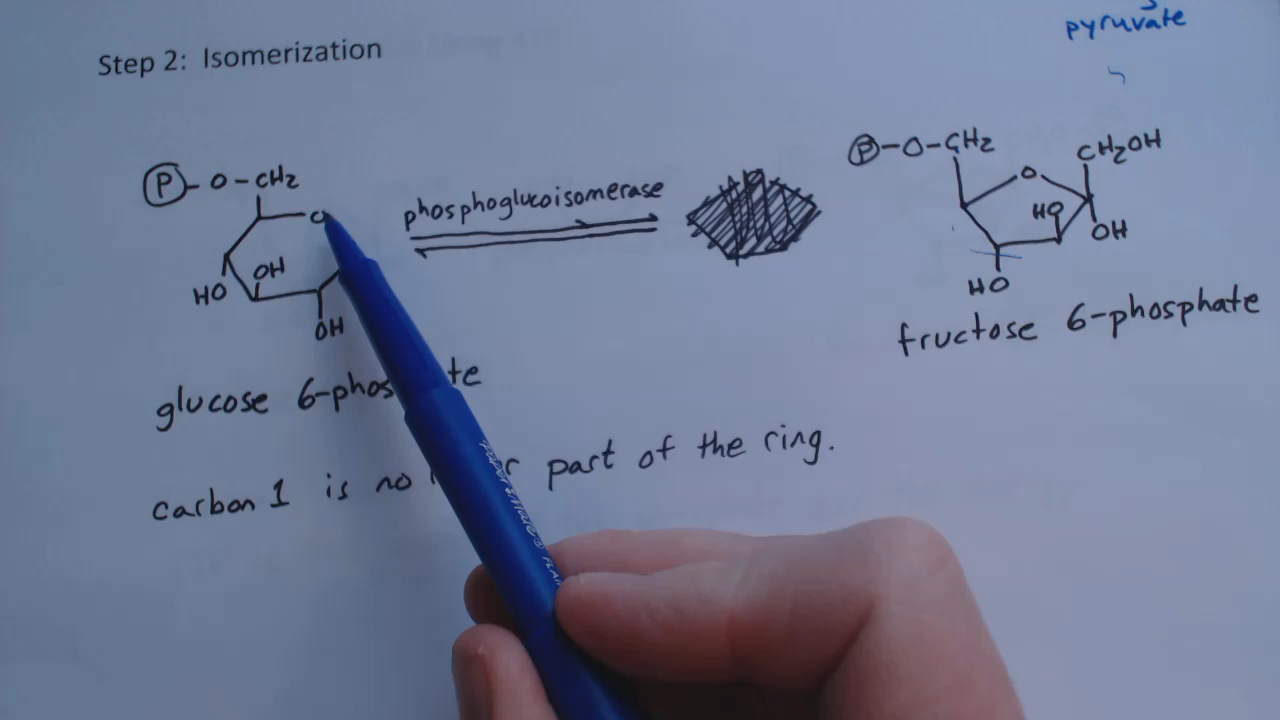 Step 2: Isomerization
pyruvate
P-O-CH2
O
OH
HO
OH
phosphoglucoisomerase
P-O-CH2
CH2OH
O
HO
OH
HO
glucose 6-phos te
fructose 6-phosphate
carbon 1 is no r part of the ring.